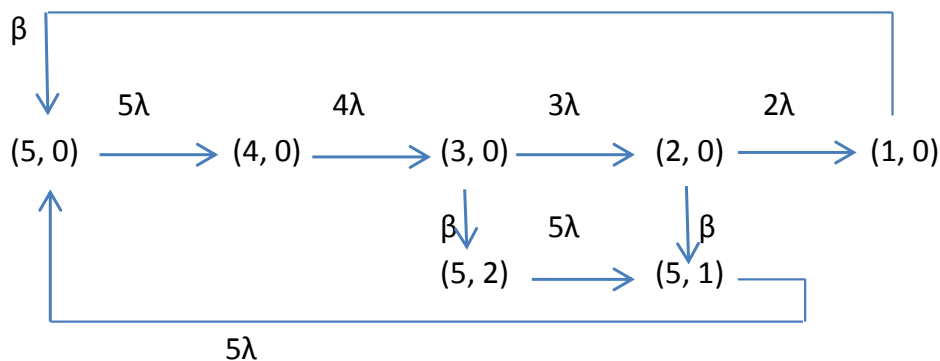 β
5λ 4λ 3λ 2λ
(5, 0) (4, 0) (3, 0) (2, 0) (1, 0)
β 5λ β
(5, 2) (5, 1)
5λ